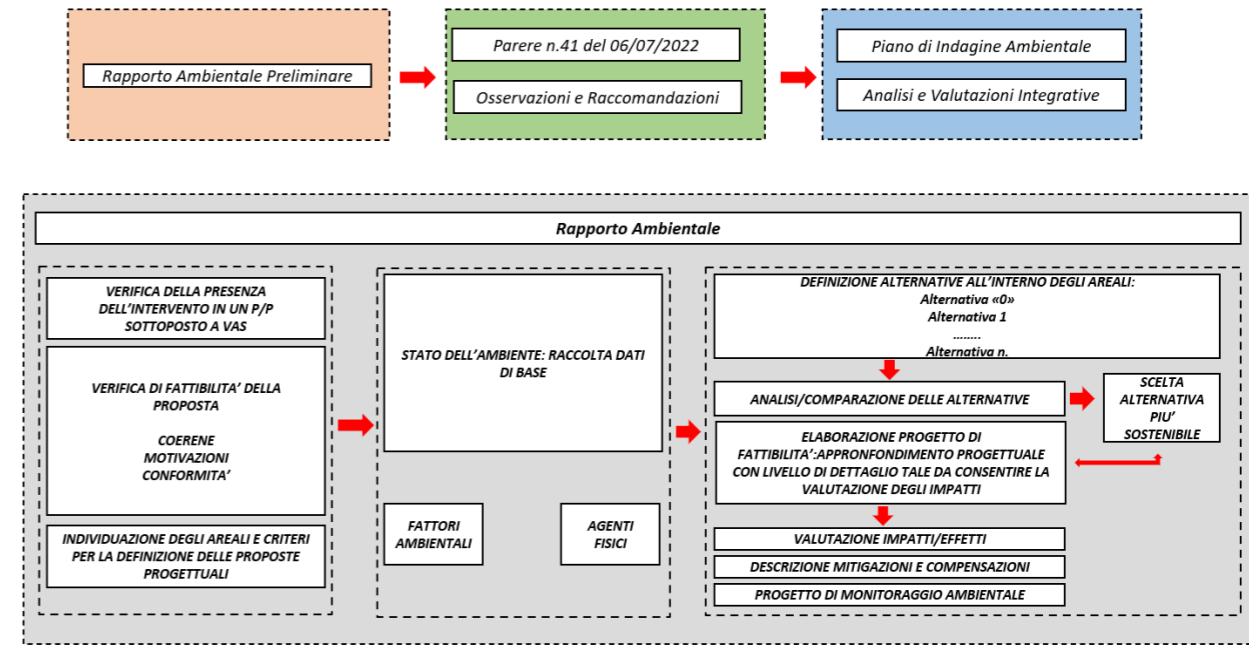 Rapporto Ambientale Preliminare
Parere n.41 del 06/07/2022
Osservazioni e Raccomandazioni
Piano di Indagine Ambientale
Analisi e Valutazioni Integrative
Rapporto Ambientale
VERIFICA DELLA PRESENZA
DELL'INTERVENTO IN UN P/P
SOTTOPOSTO A VAS
VERIFICA DI FATTIBILITA' DELLA
PROPOSTA
COERENE
MOTIVAZIONI
CONFORMITA'
INDIVIDUAZIONE DEGLI AREALI E CRITERI
PER LA DEFINIZIONE DELLE PROPOSTE
PROGETTUALI
STATO DELL'AMBIENTE: RACCOLTA DATI
DI BASE
FATTORI
AMBIENTALI
AGENTI
FISICI
DEFINIZIONE ALTERNATIVE ALL'INTERNO DEGLI AREALI:
Alternativa «0»
Alternativa 1
........
Alternativa n.
ANALISI/COMPARAZIONE DELLE ALTERNATIVE
SCELTA
ALTERNATIVA
PIU'
SOSTENIBILE
ELABORAZIONE PROGETTO DI
FATTIBILITA':APPRONFONDIMENTO PROGETTUALE
CON LIVELLO DI DETTAGLIO TALE DA CONSENTIRE LA
VALUTAZIONE DEGLI IMPATTI
VALUTAZIONE IMPATTI/EFFETTI
DESCRIZIONE MITIGAZIONI E COMPENSAZIONI
PROGETTO DI MONITORAGGIO AMBIENTALE